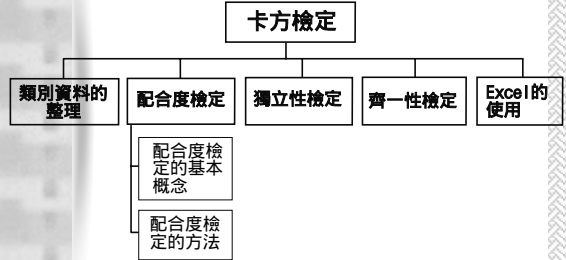 卡方檢定
類別資料的
整理
配合度檢定
獨立性檢定
齊一性檢定
Excel的
使用
配合度檢
定的基本
概念
配合度檢
定的方法